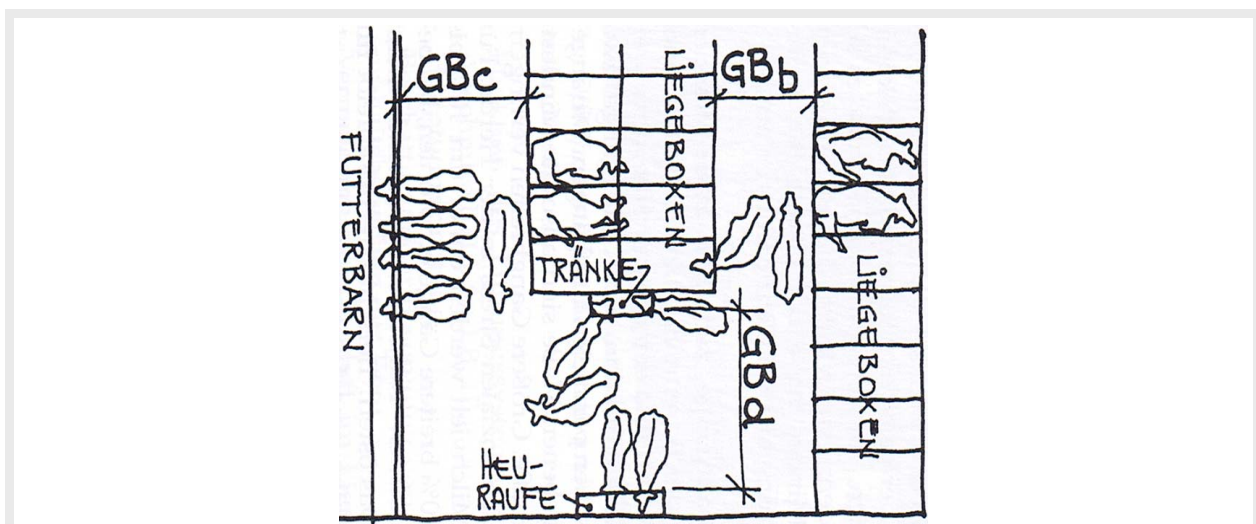 GBc
GBb
LIEGEBOXEN
FUTTERBARN
TRÄNKE
LIEGEBOXEN
GBd
HEU-
RAUFE